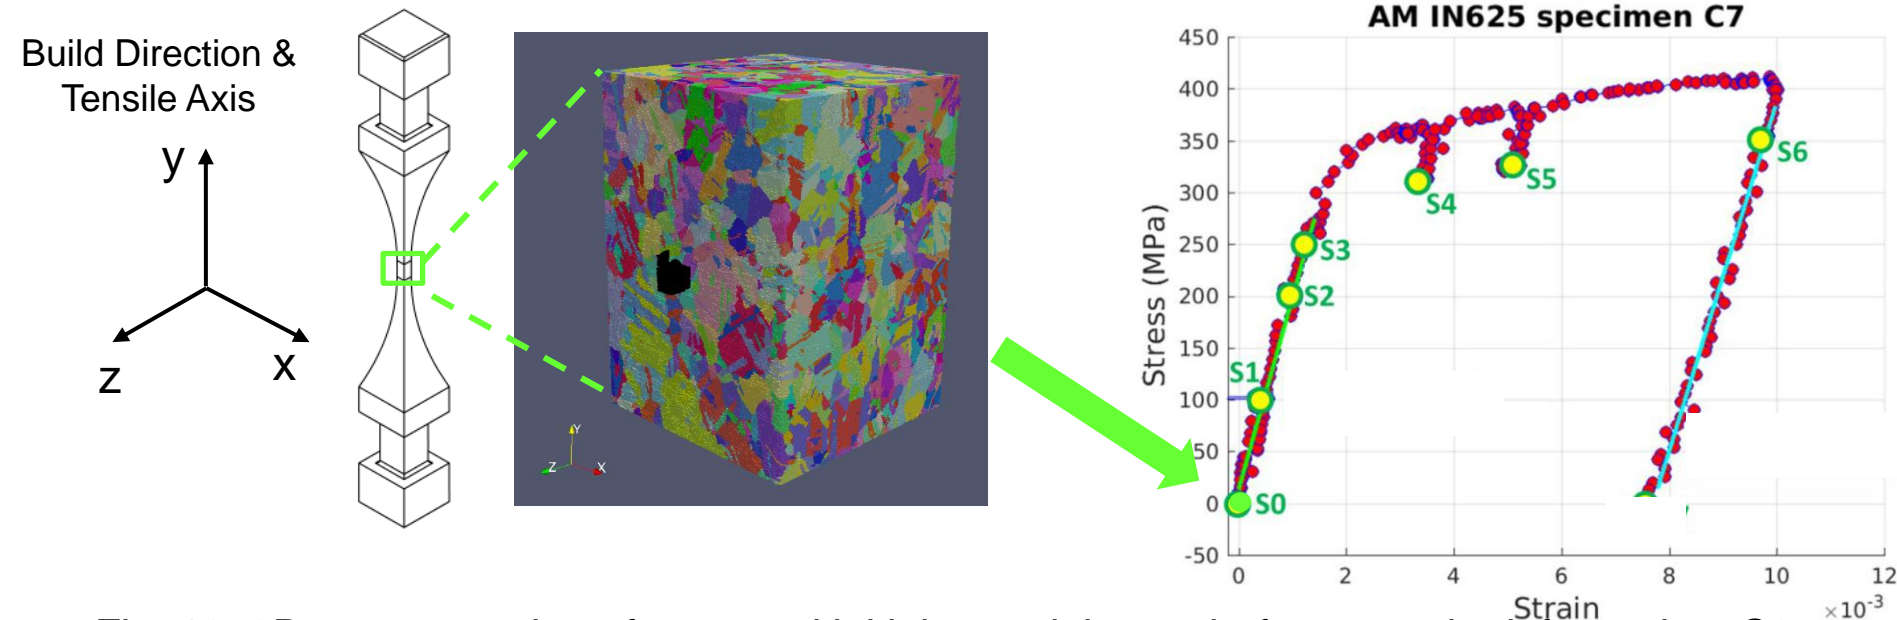 Build Direction &
Tensile Axis
y
z
x
Y
Z
X
AM IN625 specimen C7
Stress (MPa)
450
400
350
300
250
200
150
100
50
0
-50
S0
S1
S2
S3
S4
S5
S6
0 2 4 6 8 10 12
Strain
×10⁻³